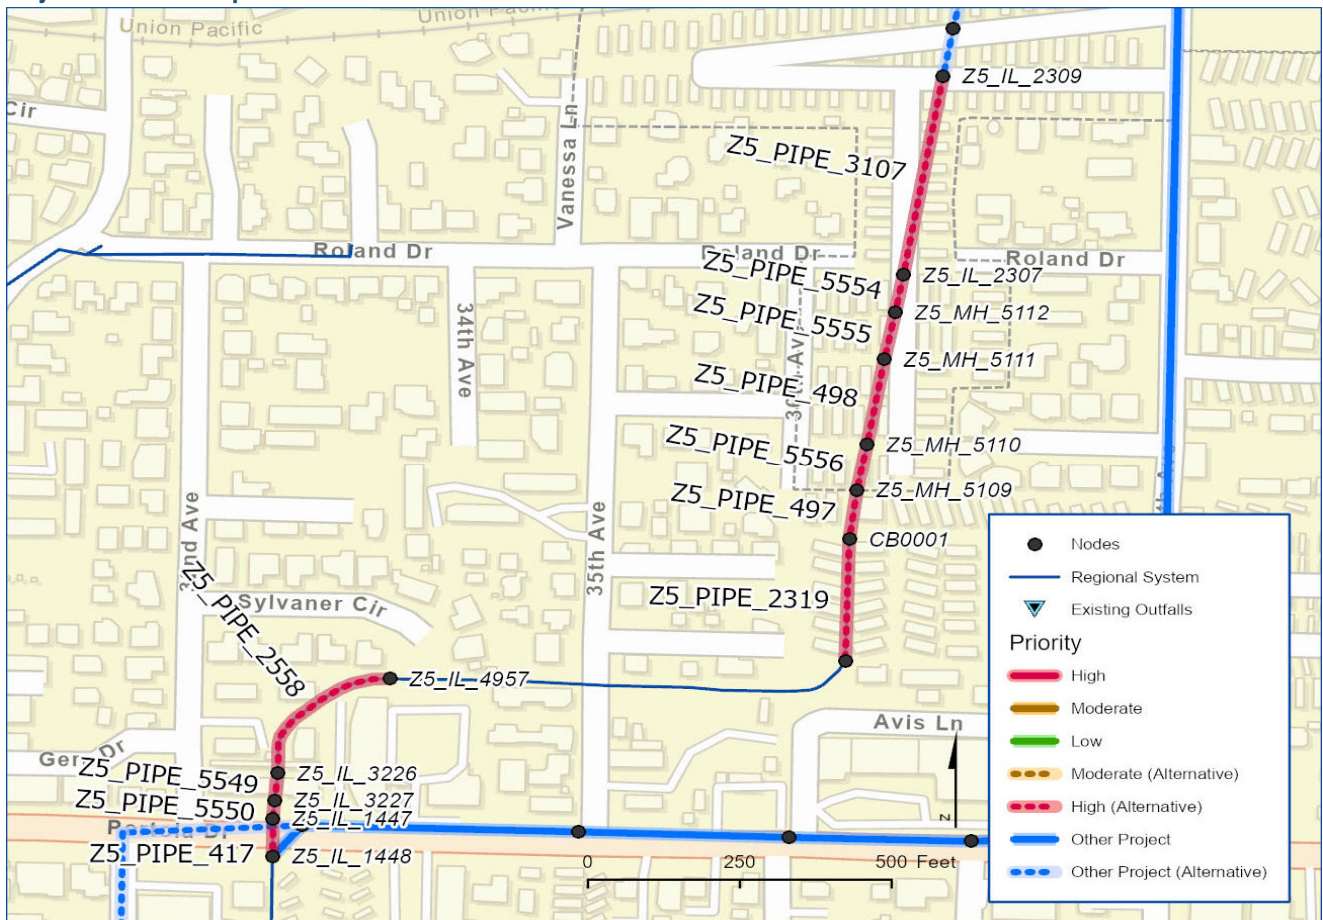 Union Pacific
Union Pacific
Z5_IL_2309
Cir
Vanessa Ln
Z5_PIPE_3107
Roland Dr
Roland Dr
Roland Dr
Z5_PIPE_5554
Z5_IL_2307
Z5_PIPE_5555
Z5_MH_5112
34th Ave
Z5_MH_5111
Z5_PIPE_498
Z5_PIPE_5556
Z5_MH_5110
Z5_PIPE_497
Z5_MH_5109
35th Ave
CB0001
Z5_PIPE_2558
Sylvaner Cir
Z5_PIPE_2319
Z5_IL_4957
Avis Ln
Z5_PIPE_5549
Z5_IL_3226
Z5_PIPE_5550
Z5_IL_3227
Z5_IL_1447
Z5_PIPE_417
Z5_IL_1448
0 250 500 Feet
z
Nodes
Regional System
Existing Outfalls
Priority
High
Moderate
Low
Moderate (Alternative)
High (Alternative)
Other Project
Other Project (Alternative)